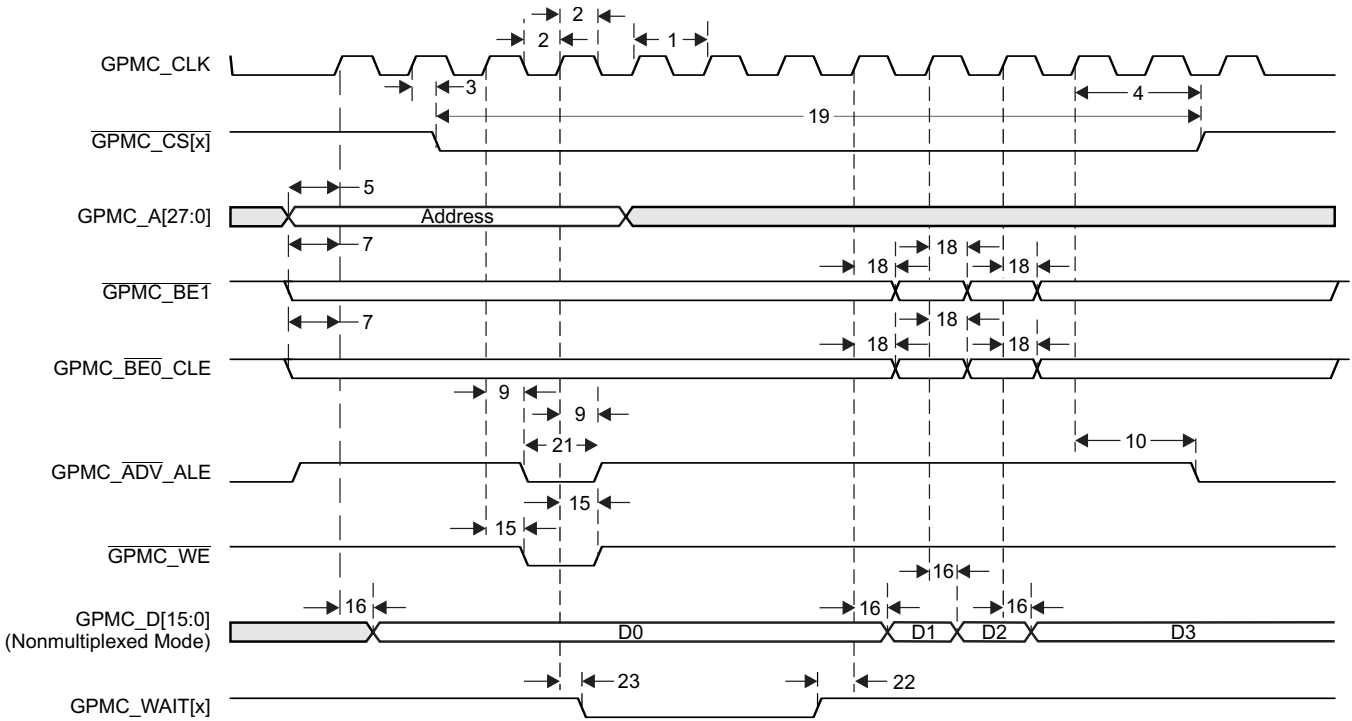 2
2
1
GPMC_CLK
3
4
19
GPMC_CS[x]
5
GPMC_A[27:0]
Address
7
18
18
18
GPMC_BE1
7
18
18
18
GPMC_BE0_CLE
9
9
21
10
GPMC_ADV_ALE
15
15
GPMC_WE
16
16
16
16
GPMC_D[15:0]
(Nonmultiplexed Mode)
D0
D1
D2
D3
23
22
GPMC_WAIT[x]